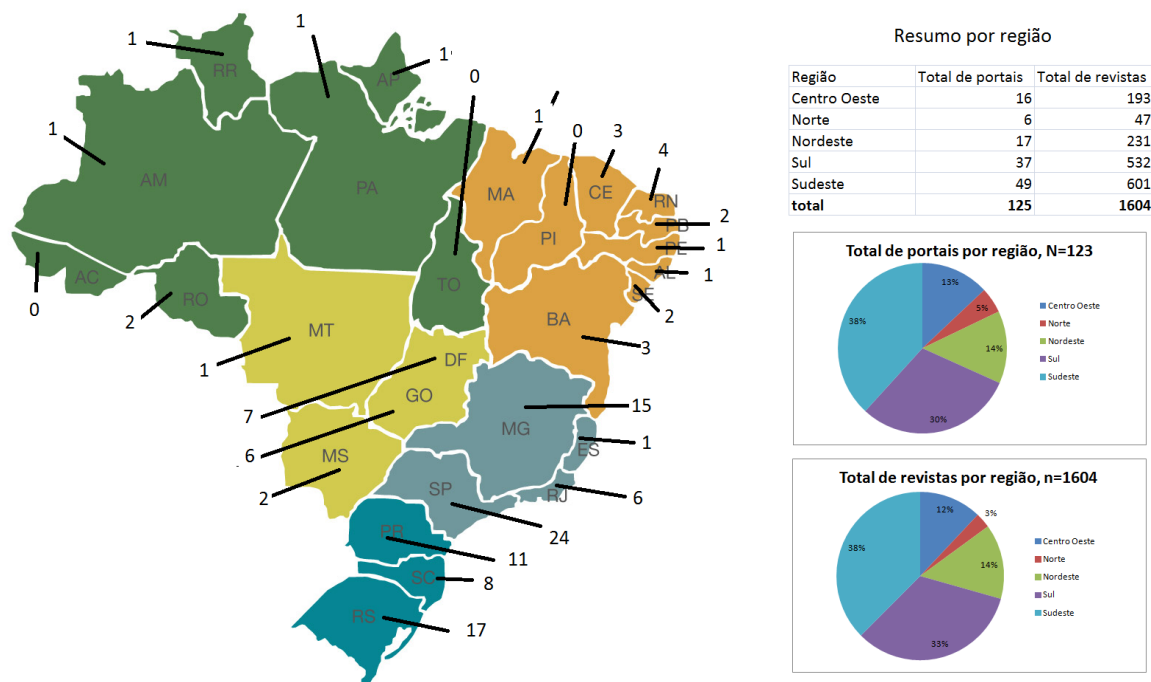 1
1
1
0
1
1
0
3
4
2
1
1
2
0
2
3
1
7
15
6
1
2
6
24
11
8
17
RR
AP
AM
PA
MA
CE
RN
PB
PI
PE
AL
SE
AC
RO
TO
BA
MT
DF
GO
MG
ES
MS
SP
RJ
PR
SC
RS
Resumo por região
Região Total de portais Total de revistas
Centro Oeste 16 193
Norte 6 47
Nordeste 17 231
Sul 37 532
Sudeste 49 601
total 125 1604
Total de portais por região, N=123
13%
5%
14%
30%
38%
Centro Oeste
Norte
Nordeste
Sul
Sudeste
Total de revistas por região, n=1604
12%
3%
14%
33%
38%
Centro Oeste
Norte
Nordeste
Sul
Sudeste